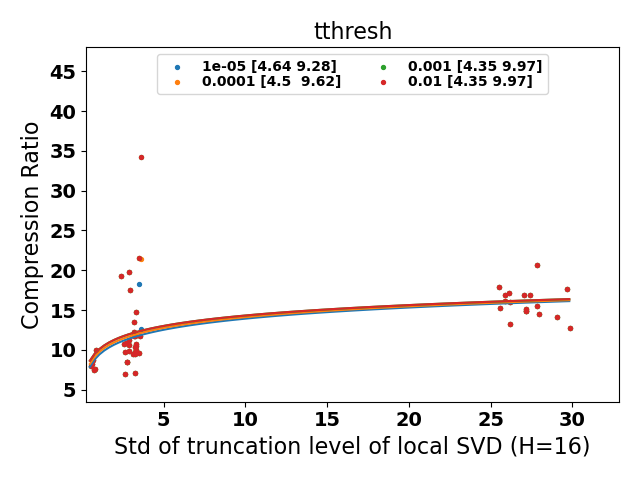 tthresh
1e-05 [4.64 9.28]
0.0001 [4.5  9.62]
0.001 [4.35 9.97]
0.01 [4.35 9.97]
Compression Ratio
45
40
35
30
25
20
15
10
5
5 10 15 20 25 30
Std of truncation level of local SVD (H=16)